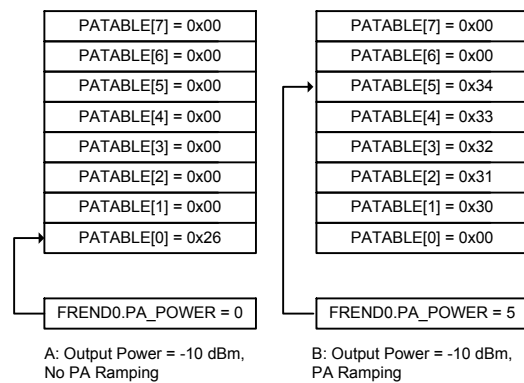 PATABLE[7] = 0x00
PATABLE[6] = 0x00
PATABLE[5] = 0x00
PATABLE[4] = 0x00
PATABLE[3] = 0x00
PATABLE[2] = 0x00
PATABLE[1] = 0x00
PATABLE[0] = 0x26
FREND0.PA_POWER = 0
A: Output Power = -10 dBm,
No PA Ramping
PATABLE[7] = 0x00
PATABLE[6] = 0x00
PATABLE[5] = 0x34
PATABLE[4] = 0x33
PATABLE[3] = 0x32
PATABLE[2] = 0x31
PATABLE[1] = 0x30
PATABLE[0] = 0x00
FREND0.PA_POWER = 5
B: Output Power = -10 dBm,
PA Ramping